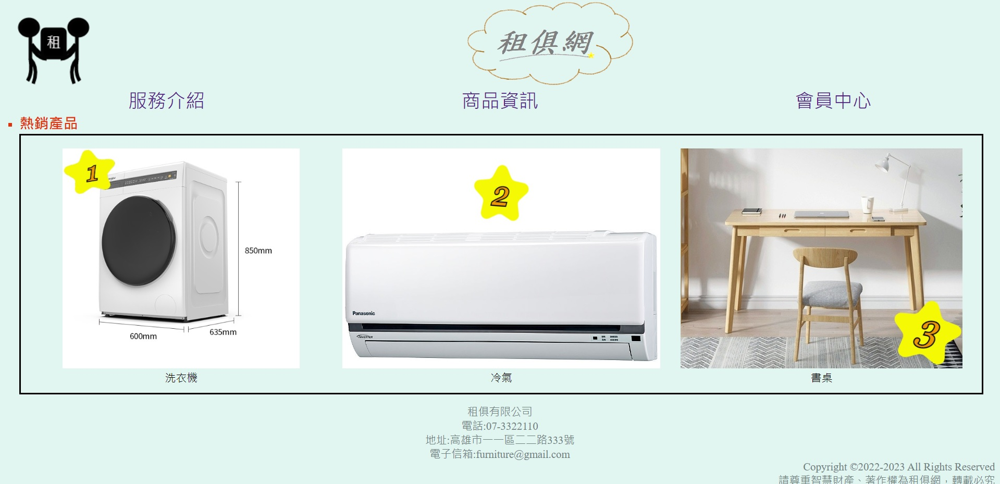 租
租俱網
服務介紹
商品資訊
會員中心
熱銷產品
1
850mm
600mm
635mm
洗衣機
2
Panasonic
INVERTER
冷氣
3
書桌
租俱有限公司
電話:07-3322110
地址:高雄市一一區二二路333號
電子信箱:furniture@gmail.com
Copyright ©2022-2023 All Rights Reserved
請尊重智慧財產、著作權為租俱網，轉載必究